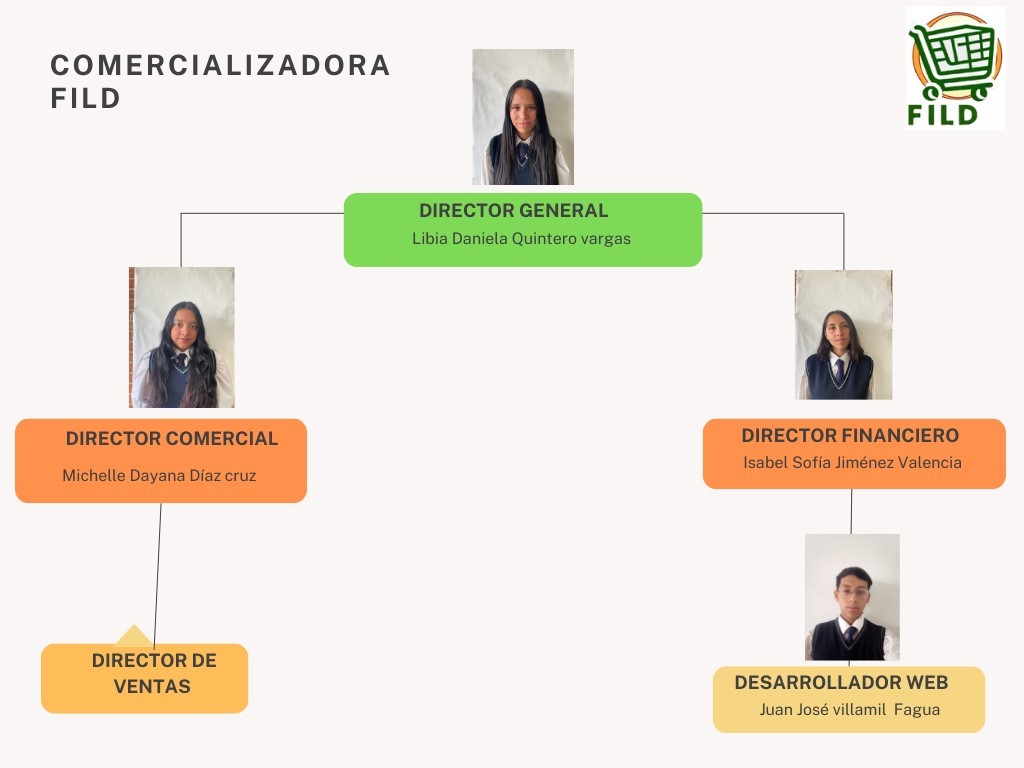 COMERCIALIZADORA
FILD
FILD
DIRECTOR GENERAL
Libia Daniela Quintero vargas
DIRECTOR COMERCIAL
Michelle Dayana Díaz cruz
DIRECTOR FINANCIERO
Isabel Sofía Jiménez Valencia
DIRECTOR DE
VENTAS
DESARROLLADOR WEB
Juan José villamil Fagua